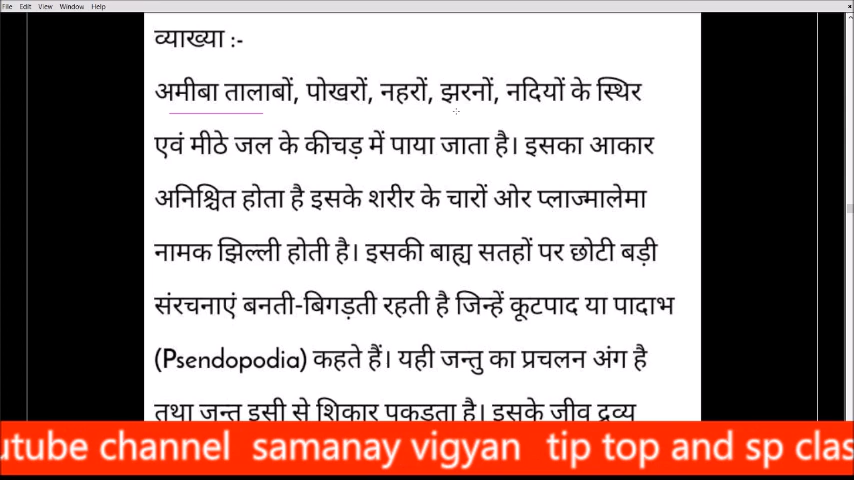 File Edit View Window Help
व्याख्या :-
अमीबा तालाबों, पोखरों, नहरों, झरनों, नदियों के स्थिर
एवं मीठे जल के कीचड़ में पाया जाता है। इसका आकार
अनिश्चित होता है इसके शरीर के चारों ओर प्लाज्मालेमा
नामक झिल्ली होती है। इसकी बाह्य सतहों पर छोटी बड़ी
संरचनाएं बनती-बिगड़ती रहती है जिन्हें कूटपाद या पादाभ
(Psendopodia) कहते हैं। यही जन्तु का प्रचलन अंग है
तथा जन्तु इसी से शिकार पकड़ता है। इसके जीव द्रव्य
utube channel samanay vigyan tip top and sp clas